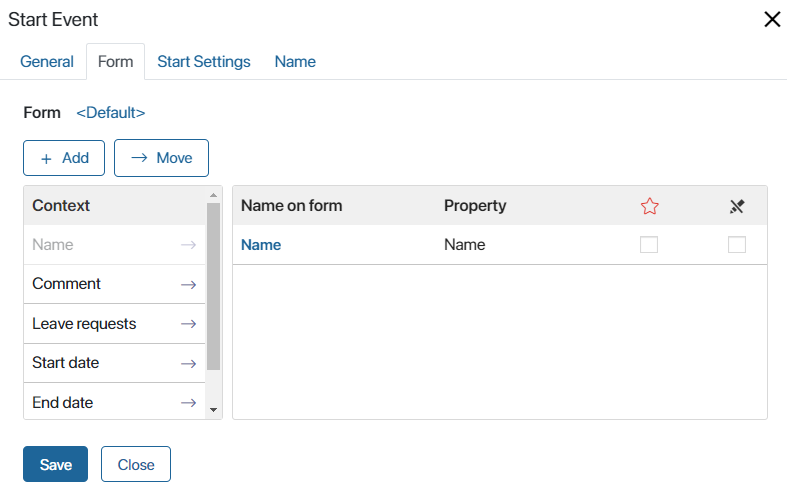 Start Event
General Form Start Settings Name
Form <Default>
+ Add → Move
Context Name on form Property
Name → Name Name
Comment →
Leave requests →
Start date →
End date →
Save Close